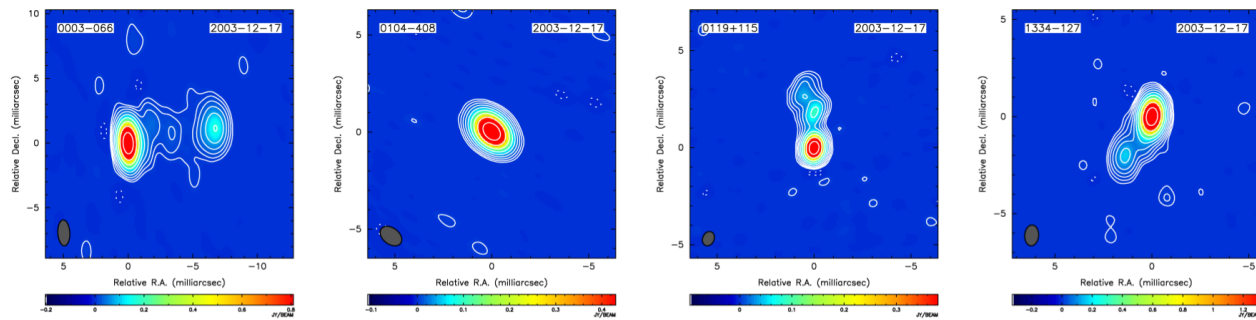 0003-066 2003-12-17
10
5
0
-5
Relative Decl. (milliarcsec)
5 0 -5 -10
Relative R.A. (milliarcsec)
-0.2 0 0.2 0.4 0.6 0.8
JY/BEAM
0104-408 2003-12-17
5
0
-5
Relative Decl. (milliarcsec)
5 0 -5
Relative R.A. (milliarcsec)
-0.1 0 0.1 0.2 0.3 0.4
JY/BEAM
0119+115 2003-12-17
5
0
-5
Relative Decl. (milliarcsec)
5 0 -5
Relative R.A. (milliarcsec)
0 0.1 0.2 0.3
JY/BEAM
1334-127 2003-12-17
5
0
-5
Relative Decl. (milliarcsec)
5 0 -5
Relative R.A. (milliarcsec)
-0.2 0 0.2 0.4 0.6 0.8 1 1.2
JY/BEAM